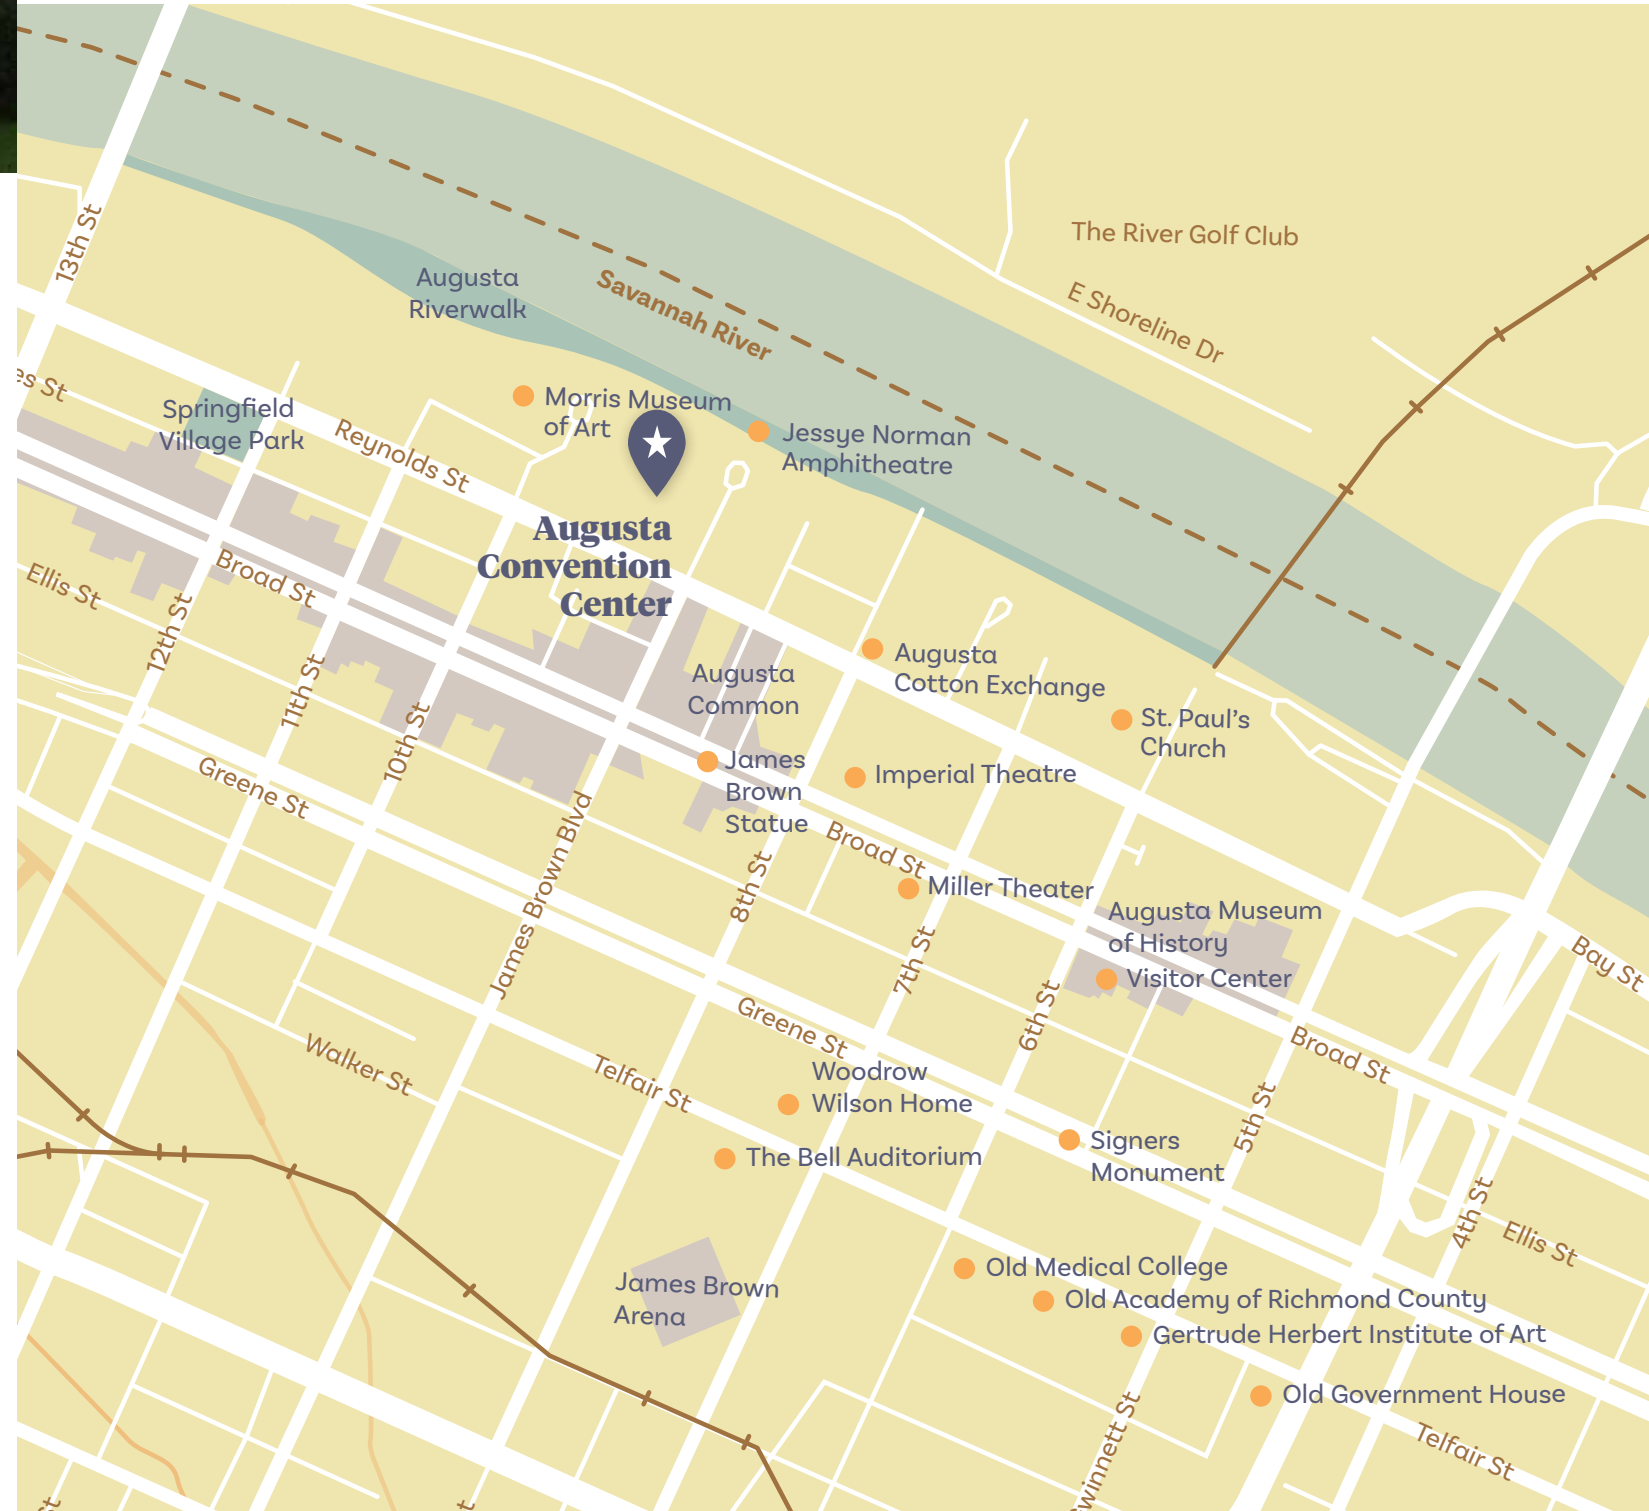 13th St
The River Golf Club
Augusta
Riverwalk
Savannah River
E Shoreline Dr
es St
Springfield
Village Park
Morris Museum
of Art
Reynolds St
Jessye Norman
Amphitheatre
Augusta
Convention
Center
Ellis St
Broad St
12th St
11th St
10th St
Augusta
Common
Augusta
Cotton Exchange
St. Paul's
Church
James
Brown
Statue
Imperial Theatre
Greene St
James Brown Blvd
8th St
Broad St
Miller Theater
7th St
Augusta Museum
of History
Visitor Center
Bay St
6th St
Greene St
Broad St
Walker St
Telfair St
Woodrow
Wilson Home
5th St
Signers
Monument
The Bell Auditorium
4th St
Ellis St
James Brown
Arena
Old Medical College
Old Academy of Richmond County
Gertrude Herbert Institute of Art
Old Government House
winnett St
Telfair St
St
t